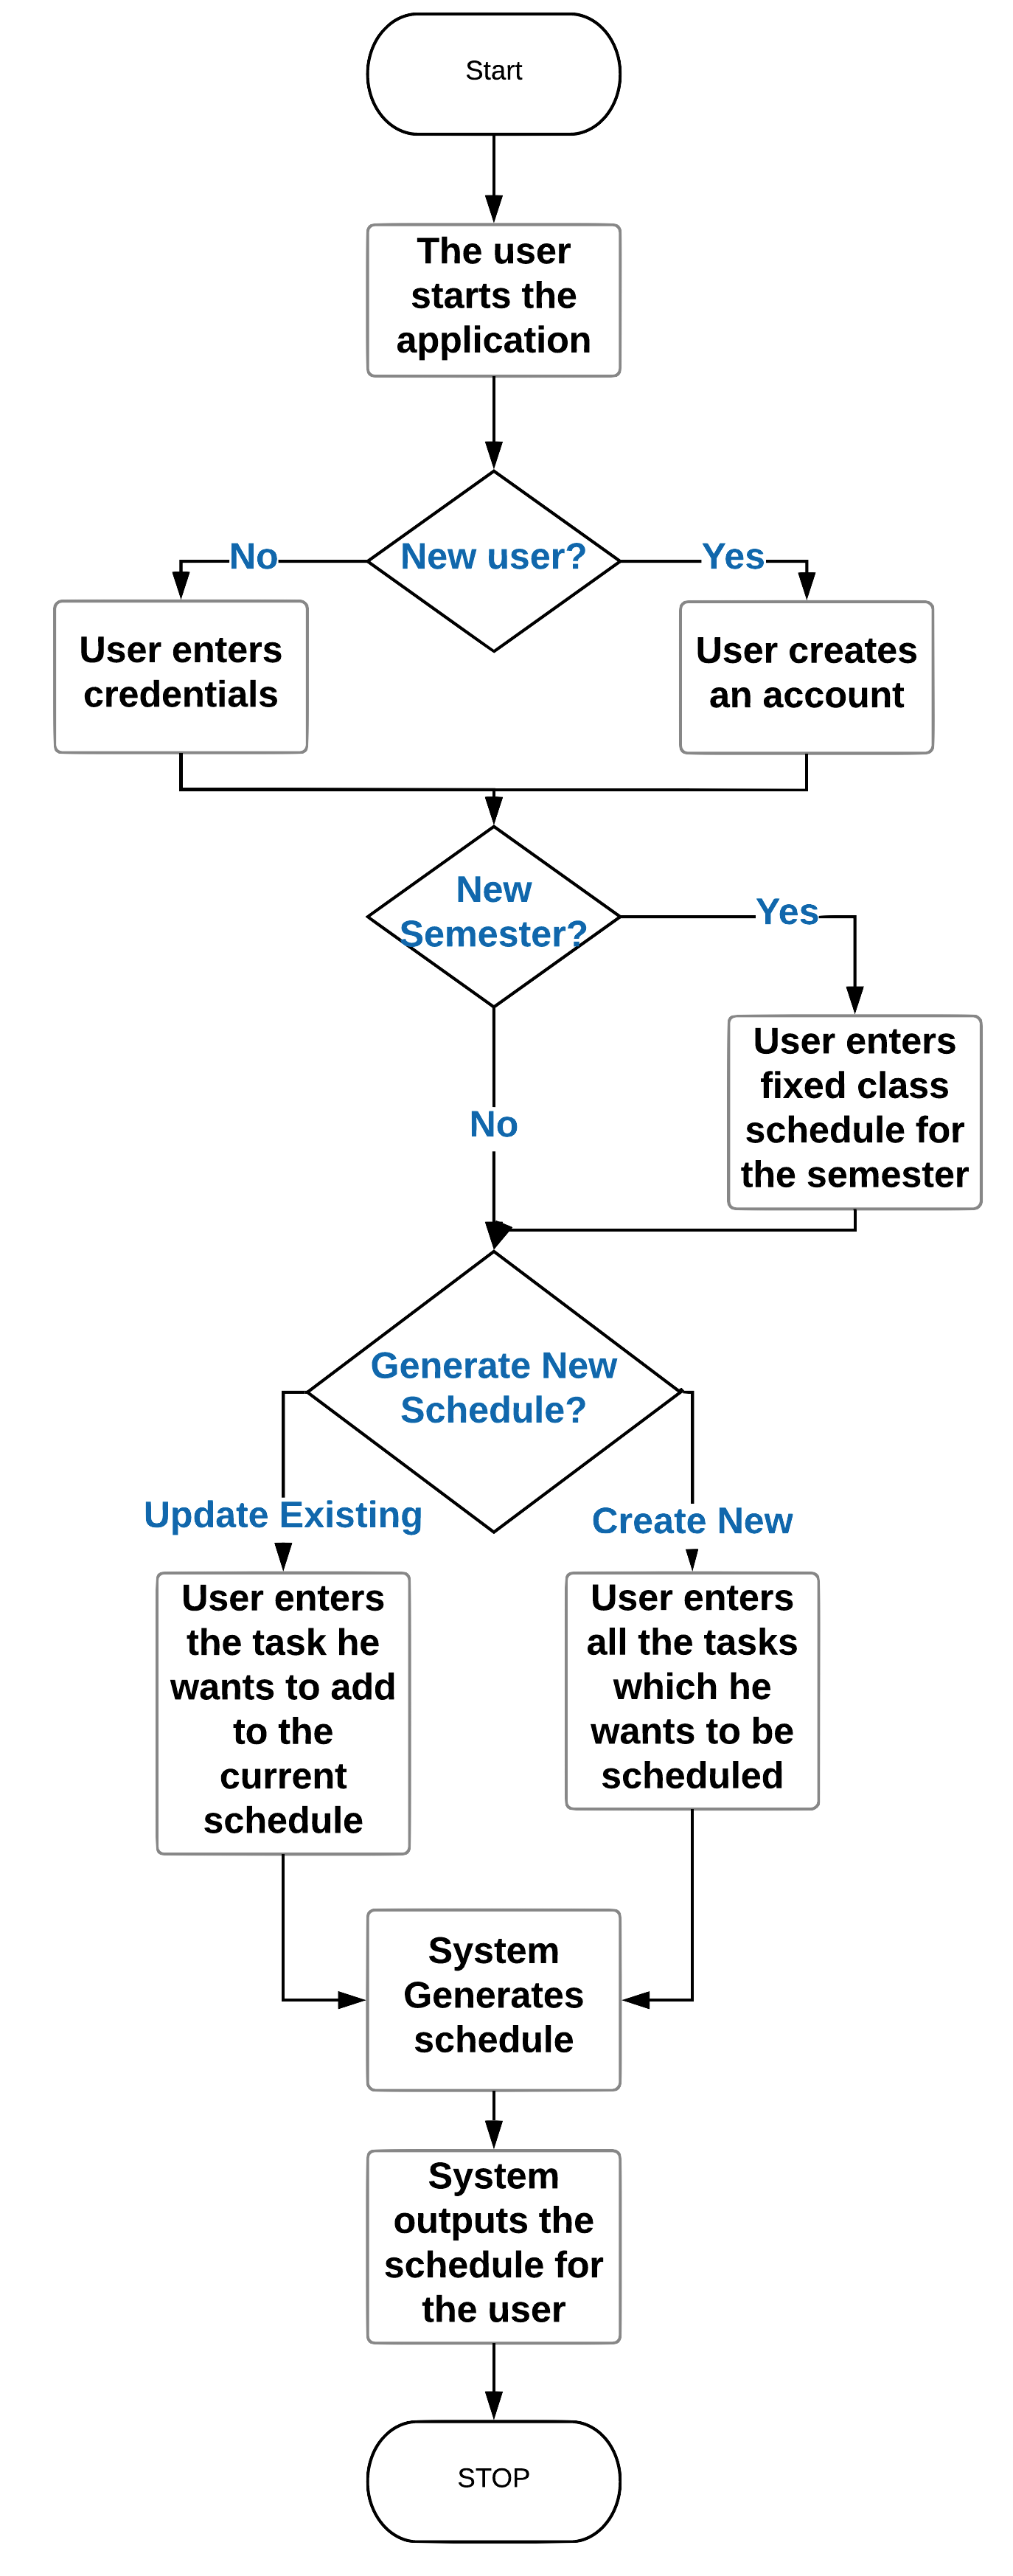 Start
The user
starts the
application
New user?
No
Yes
User enters
credentials
User creates
an account
New
Semester?
Yes
User enters
fixed class
schedule for
the semester
No
Generate New
Schedule?
Update Existing
Create New
User enters
the task he
wants to add
to the
current
schedule
User enters
all the tasks
which he
wants to be
scheduled
System
Generates
schedule
System
outputs the
schedule for
the user
STOP